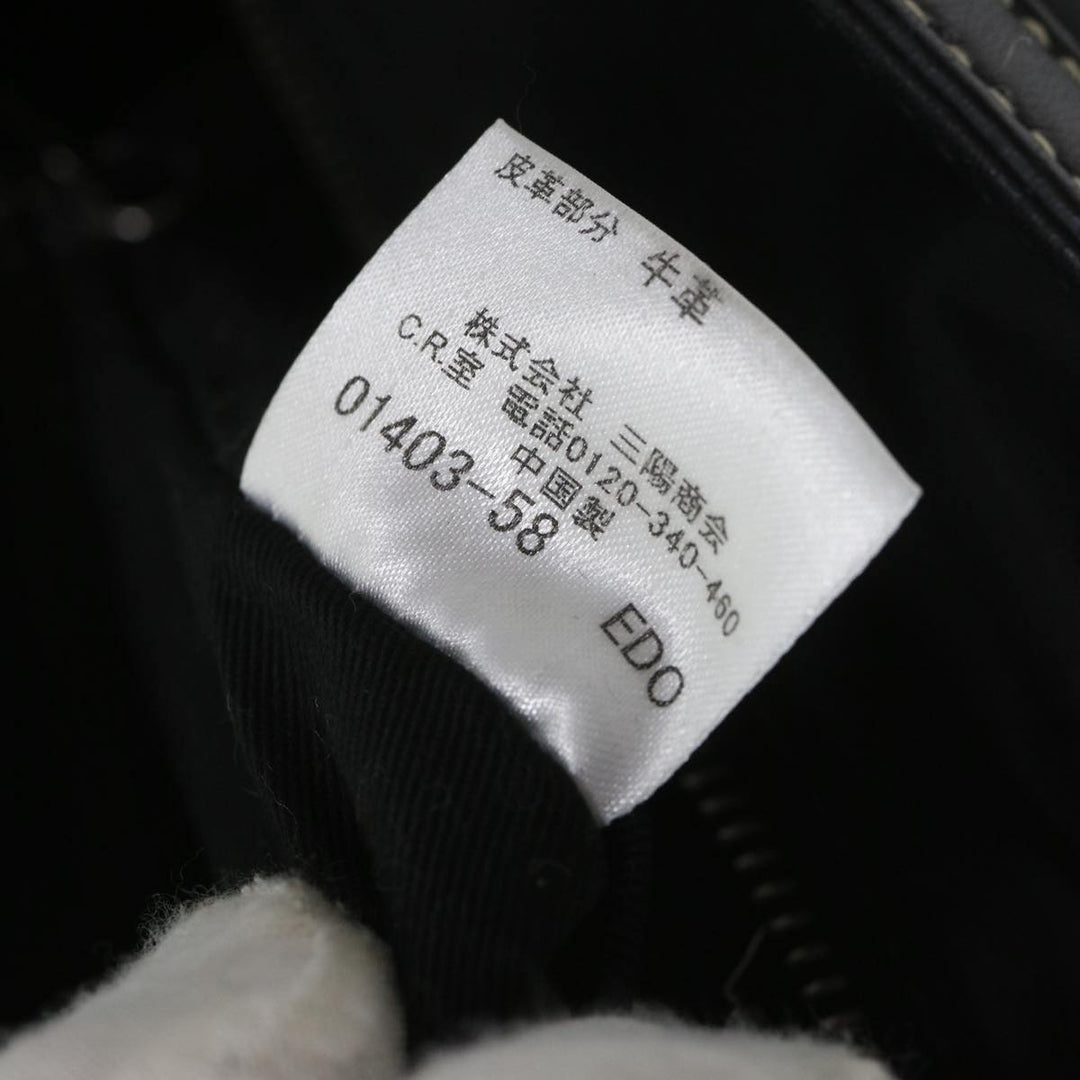 皮革部分 牛革
株式会社 三陽商会
C.R.室 電話0120-340-460
中国製
01403-58
EDO